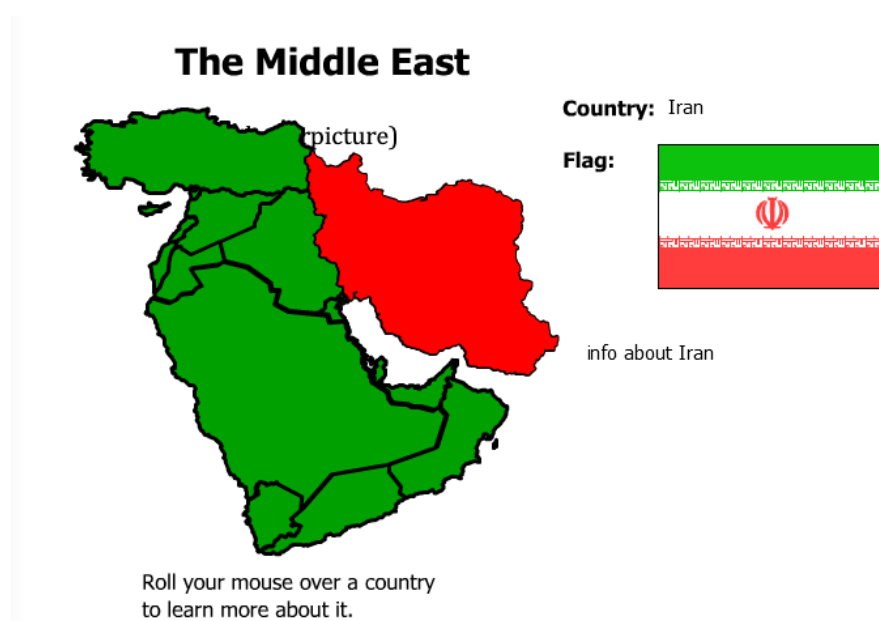 The Middle East
picture)
Country: Iran
Flag:
info about Iran
Roll your mouse over a country
to learn more about it.